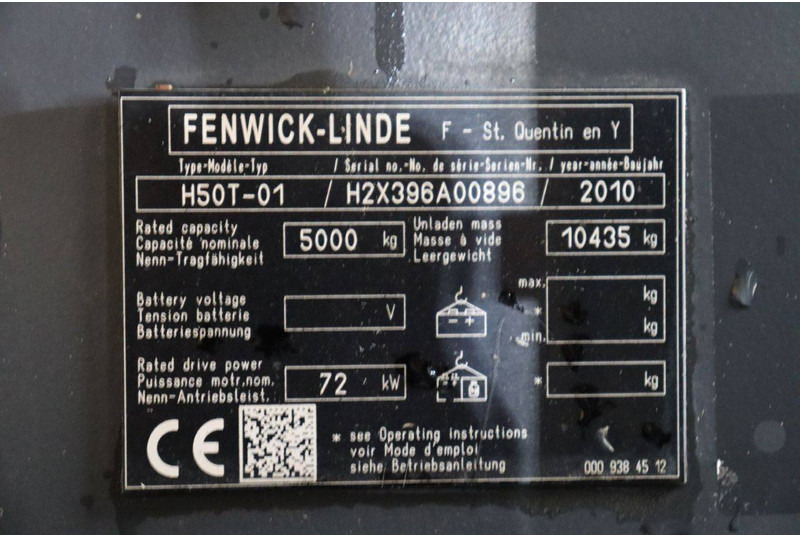 FENWICK-LINDE F - St. Quentin en Y
Type-Modèle-Typ / Serial no.-No. de série-Serien-Nr. / year-année-Baujahr
H50T-01 / H2X396A00896 / 2010
Rated capacity
Capacité nominale
Nenn-Tragfähigkeit
5000 kg
Unladen mass
Masse à vide
Leergewicht
10435 kg
Battery voltage
Tension batterie
Batteriespannung
V
max. kg
*
min. kg
Rated drive power
Puissance motr.nom.
Nenn-Antriebsleist.
72 kW
* kg
CE
* see Operating instructions
voir Mode d'emploi
siehe Betriebsanleitung
000 938 45 12